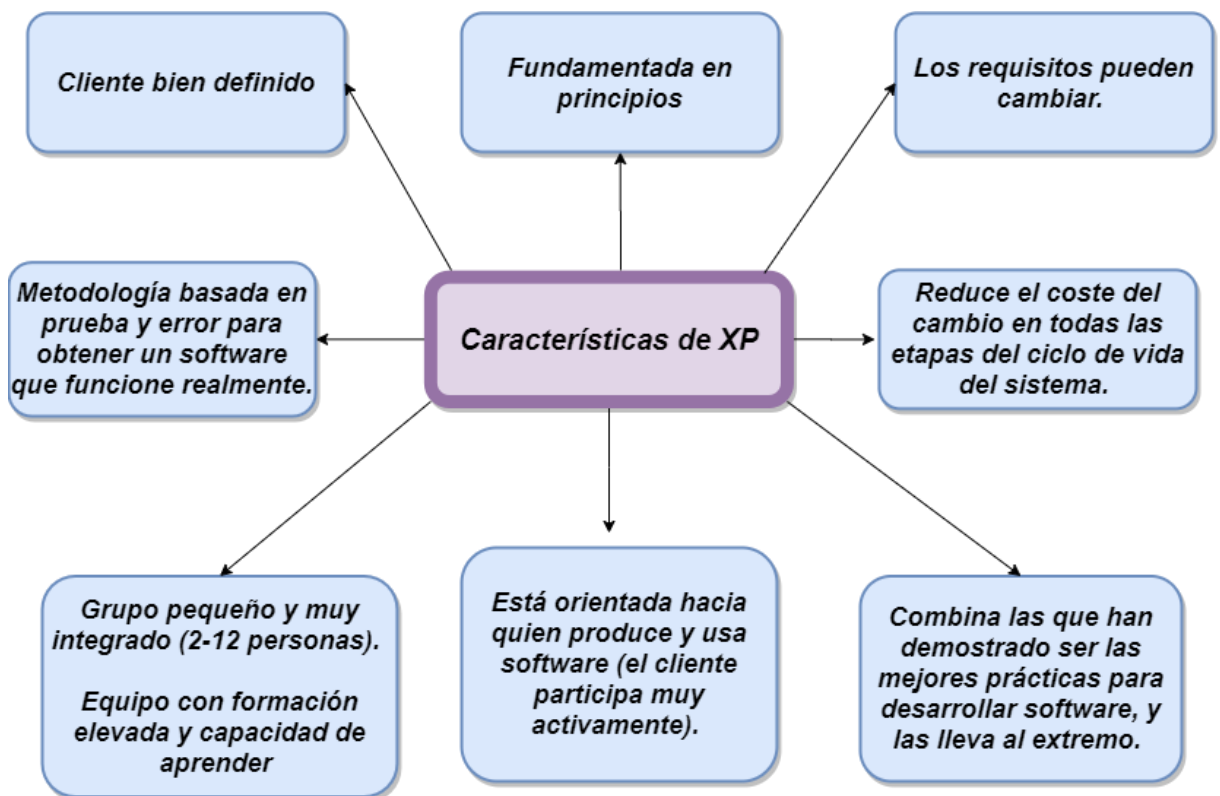 Cliente bien definido
Fundamentada en
principios
Los requisitos pueden
cambiar.
Metodología basada en
prueba y error para
obtener un software
que funcione realmente.
Características de XP
Reduce el coste del
cambio en todas las
etapas del ciclo de vida
del sistema.
Grupo pequeño y muy
integrado (2-12 personas).
Equipo con formación
elevada y capacidad de
aprender
Está orientada hacia
quien produce y usa
software (el cliente
participa muy
activamente).
Combina las que han
demostrado ser las
mejores prácticas para
desarrollar software, y
las lleva al extremo.